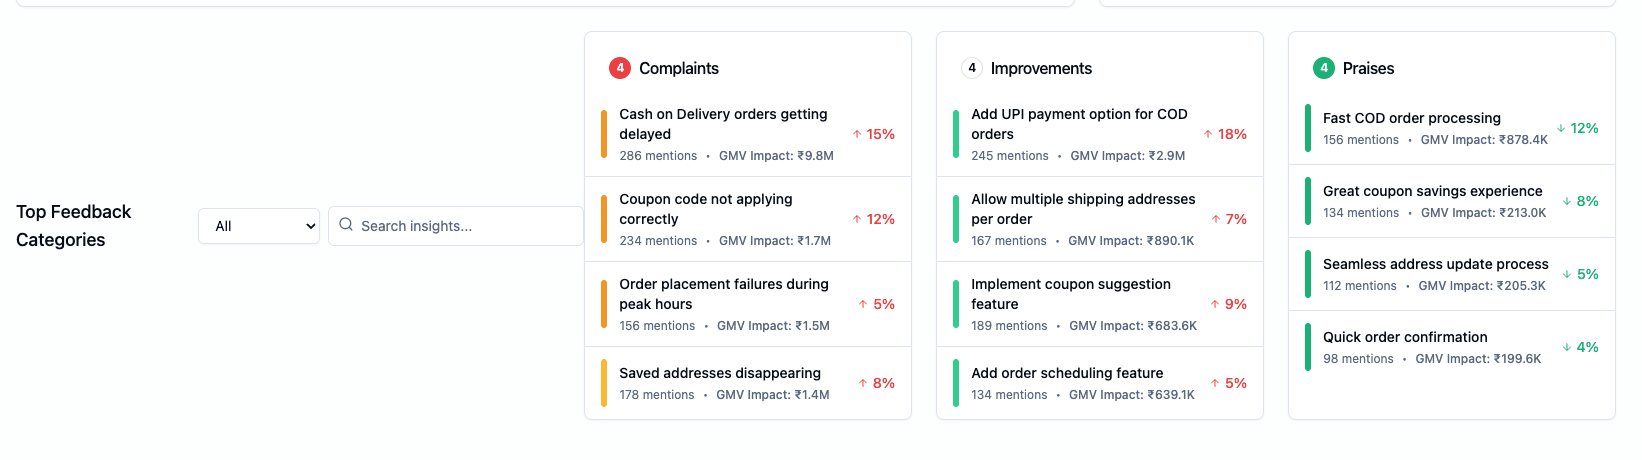 Top Feedback
Categories
All
Search insights...
4 Complaints
Cash on Delivery orders getting
delayed
↑ 15%
286 mentions • GMV Impact: ₹9.8M
Coupon code not applying
correctly
↑ 12%
234 mentions • GMV Impact: ₹1.7M
Order placement failures during
peak hours
↑ 5%
156 mentions • GMV Impact: ₹1.5M
Saved addresses disappearing
↑ 8%
178 mentions • GMV Impact: ₹1.4M
4 Improvements
Add UPI payment option for COD
orders
↑ 18%
245 mentions • GMV Impact: ₹2.9M
Allow multiple shipping addresses
per order
↑ 7%
167 mentions • GMV Impact: ₹890.1K
Implement coupon suggestion
feature
↑ 9%
189 mentions • GMV Impact: ₹683.6K
Add order scheduling feature
↑ 5%
134 mentions • GMV Impact: ₹639.1K
4 Praises
Fast COD order processing
↓ 12%
156 mentions • GMV Impact: ₹878.4K
Great coupon savings experience
↓ 8%
134 mentions • GMV Impact: ₹213.0K
Seamless address update process
↓ 5%
112 mentions • GMV Impact: ₹205.3K
Quick order confirmation
↓ 4%
98 mentions • GMV Impact: ₹199.6K